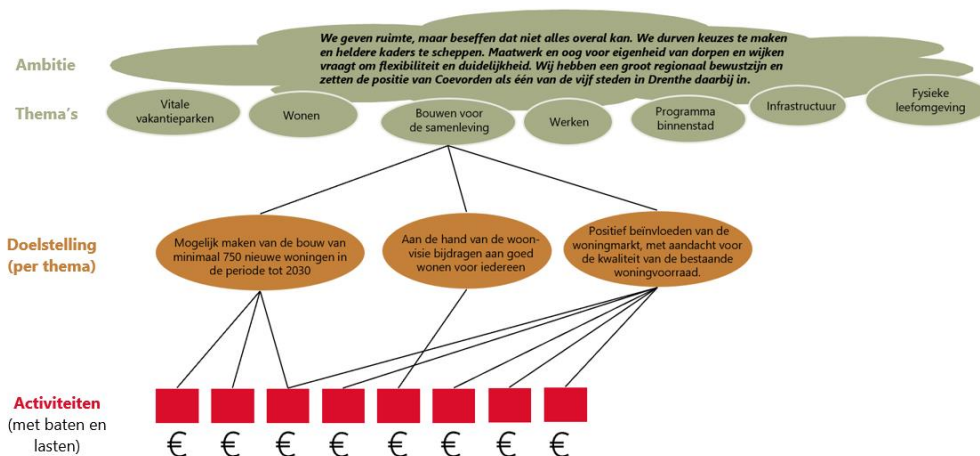 We geven ruimte, maar beseffen dat niet alles overal kan. We durven keuzes te maken
en heldere kaders te scheppen. Maatwerk en oog voor eigenheid van dorpen en wijken
vraagt om flexibiliteit en duidelijkheid. Wij hebben een groot regionaal bewustzijn en
zetten de positie van Coevorden als één van de vijf steden in Drenthe daarbij in.
Ambitie
Thema's
Vitale
vakantieparken
Wonen
Bouwen voor
de samenleving
Werken
Programma
binnenstad
Infrastructuur
Fysieke
leefomgeving
Doelstelling
(per thema)
Mogelijk maken van de bouw van
minimaal 750 nieuwe woningen in
de periode tot 2030
Aan de hand van de woon-
visie bijdragen aan goed
wonen voor iedereen
Positief beïnvloeden van de
woningmarkt, met aandacht voor
de kwaliteit van de bestaande
woningvoorraad.
Activiteiten
(met baten en
lasten)
€ € € € € € € €